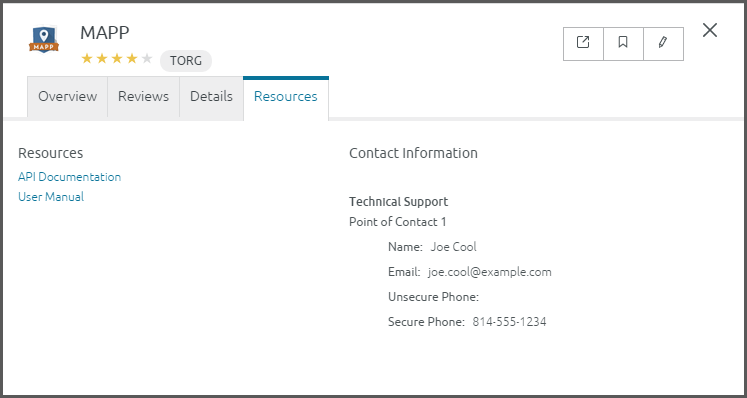 MAPP
MAPP
TORG
Overview Reviews Details Resources
Resources
API Documentation
User Manual
Contact Information
Technical Support
Point of Contact 1
Name: Joe Cool
Email: joe.cool@example.com
Unsecure Phone:
Secure Phone: 814-555-1234